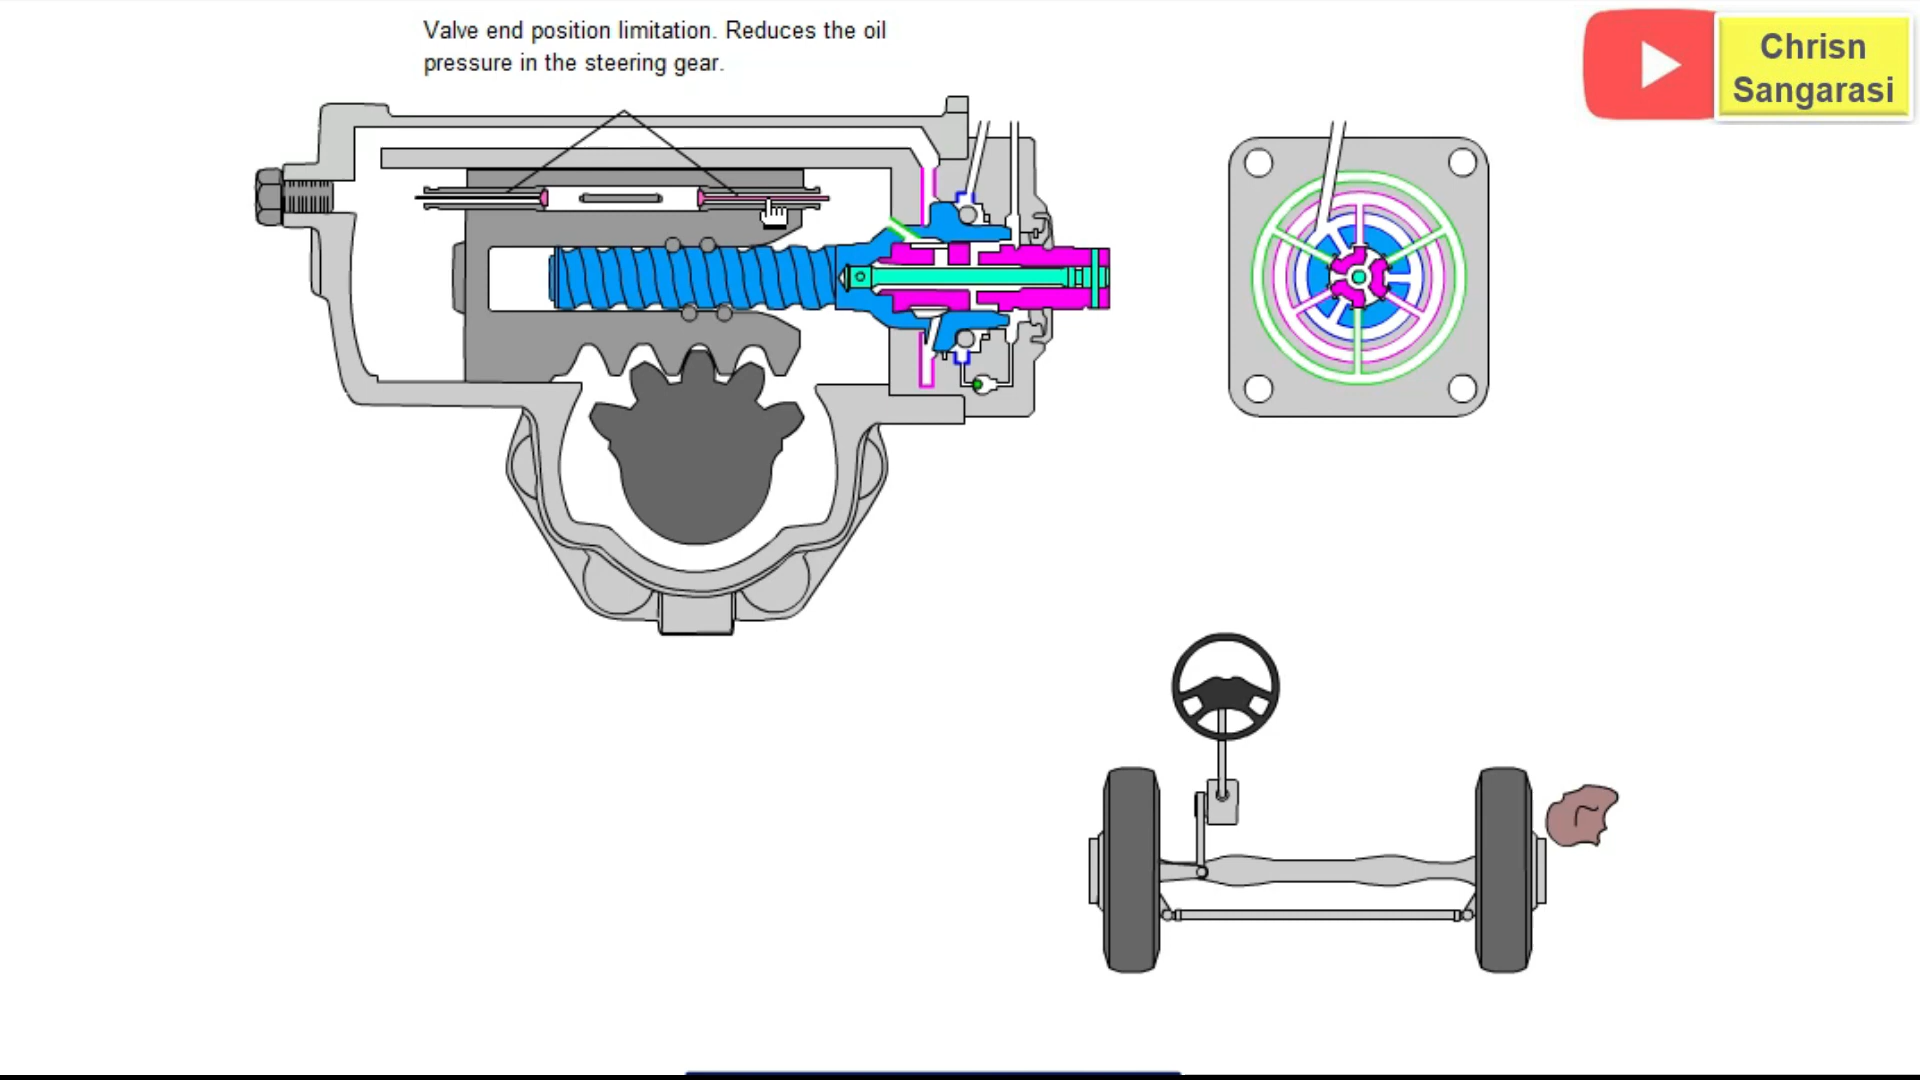 Valve end position limitation. Reduces the oil
pressure in the steering gear.
Chrisn
Sangarasi